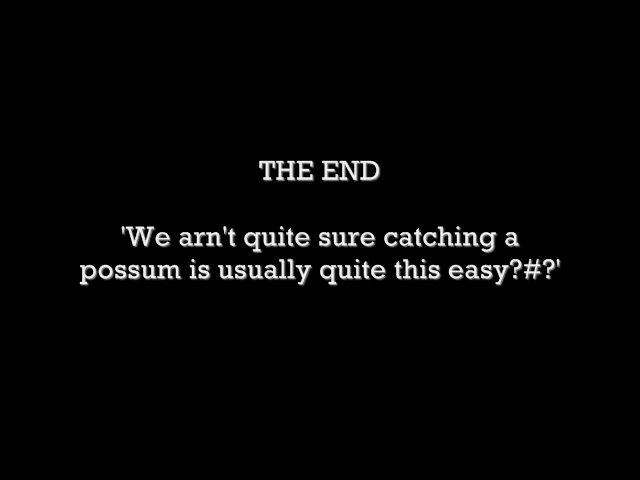 THE END
'We arn't quite sure catching a
possum is usually quite this easy?#?'